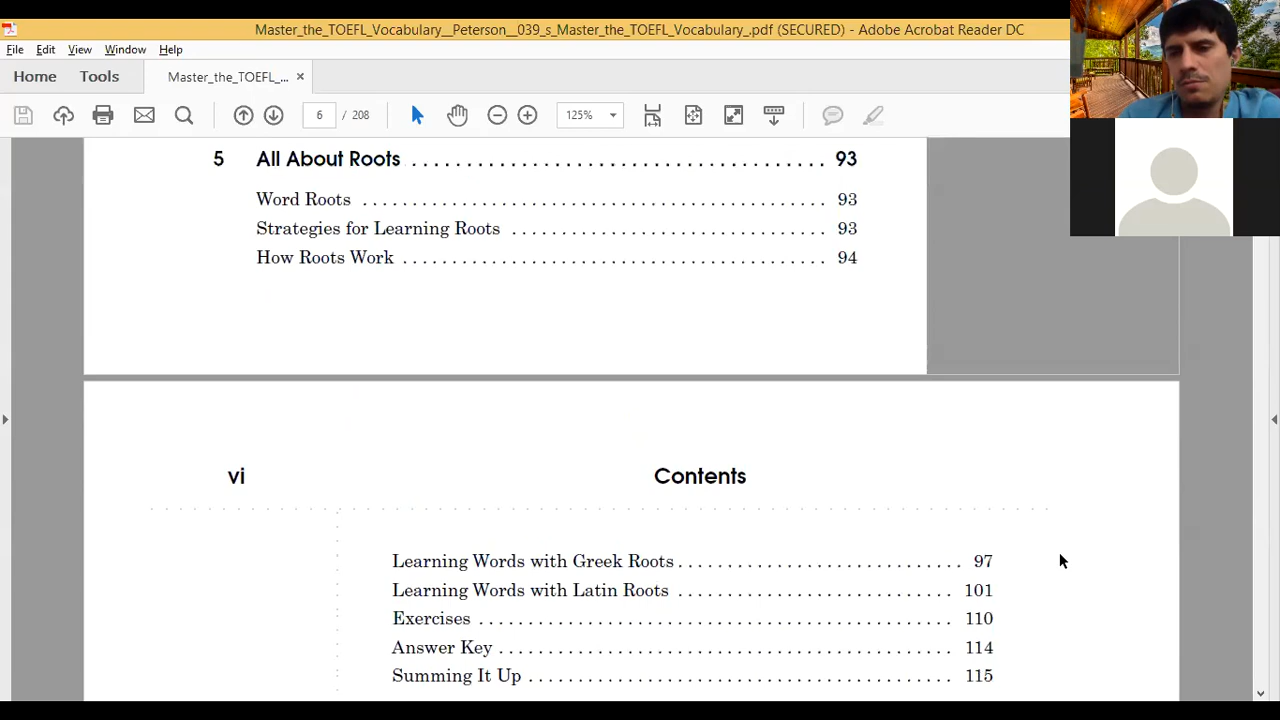 Master_the_TOEFL_Vocabulary__Peterson__039_s_Master_the_TOEFL_Vocabulary_.pdf (SECURED) - Adobe Acrobat Reader DC
File Edit View Window Help
Home Tools Master_the_TOEFL_... ×
6 / 208 125%
5 All About Roots . . . . . . . . . . . . . . . . . . . . . . . . . . . . . . . . . . . . . 93
Word Roots . . . . . . . . . . . . . . . . . . . . . . . . . . . . . . . . . . . . . . . . . . . 93
Strategies for Learning Roots . . . . . . . . . . . . . . . . . . . . . . . . . . . . . 93
How Roots Work . . . . . . . . . . . . . . . . . . . . . . . . . . . . . . . . . . . . . . . 94
vi Contents
Learning Words with Greek Roots . . . . . . . . . . . . . . . . . . . . . . . . . . 97
Learning Words with Latin Roots . . . . . . . . . . . . . . . . . . . . . . . . . 101
Exercises . . . . . . . . . . . . . . . . . . . . . . . . . . . . . . . . . . . . . . . . . . . 110
Answer Key . . . . . . . . . . . . . . . . . . . . . . . . . . . . . . . . . . . . . . . . . 114
Summing It Up . . . . . . . . . . . . . . . . . . . . . . . . . . . . . . . . . . . . . . 115